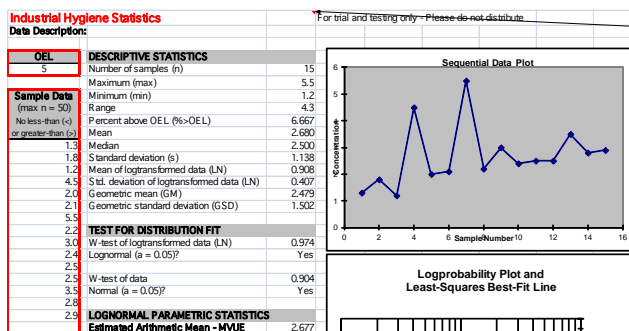 Industrial Hygiene Statistics
For trial and testing only - Please do not distribute
Data Description:
OEL
5
Sample Data
(max n = 50)
No less-than (<)
or greater-than (>)
1.3
1.8
1.2
4.5
2.0
2.1
5.5
2.2
3.0
2.4
2.5
2.5
3.5
2.8
2.9
DESCRIPTIVE STATISTICS
Number of samples (n) 15
Maximum (max) 5.5
Minimum (min) 1.2
Range 4.3
Percent above OEL (%>OEL) 6.667
Mean 2.680
Median 2.500
Standard deviation (s) 1.138
Mean of logtransformed data (LN) 0.908
Std. deviation of logtransformed data (LN) 0.407
Geometric mean (GM) 2.479
Geometric standard deviation (GSD) 1.502
TEST FOR DISTRIBUTION FIT
W-test of logtransformed data (LN) 0.974
Lognormal (a = 0.05)? Yes
W-test of data 0.904
Normal (a = 0.05)? Yes
LOGNORMAL PARAMETRIC STATISTICS
Estimated Arithmetic Mean - MVUE 2.677
Sequential Data Plot
Concentration
6
5
4
3
2
1
0
0 2 4 6 8 10 12 14 16
Sample Number
Logprobability Plot and
Least-Squares Best-Fit Line